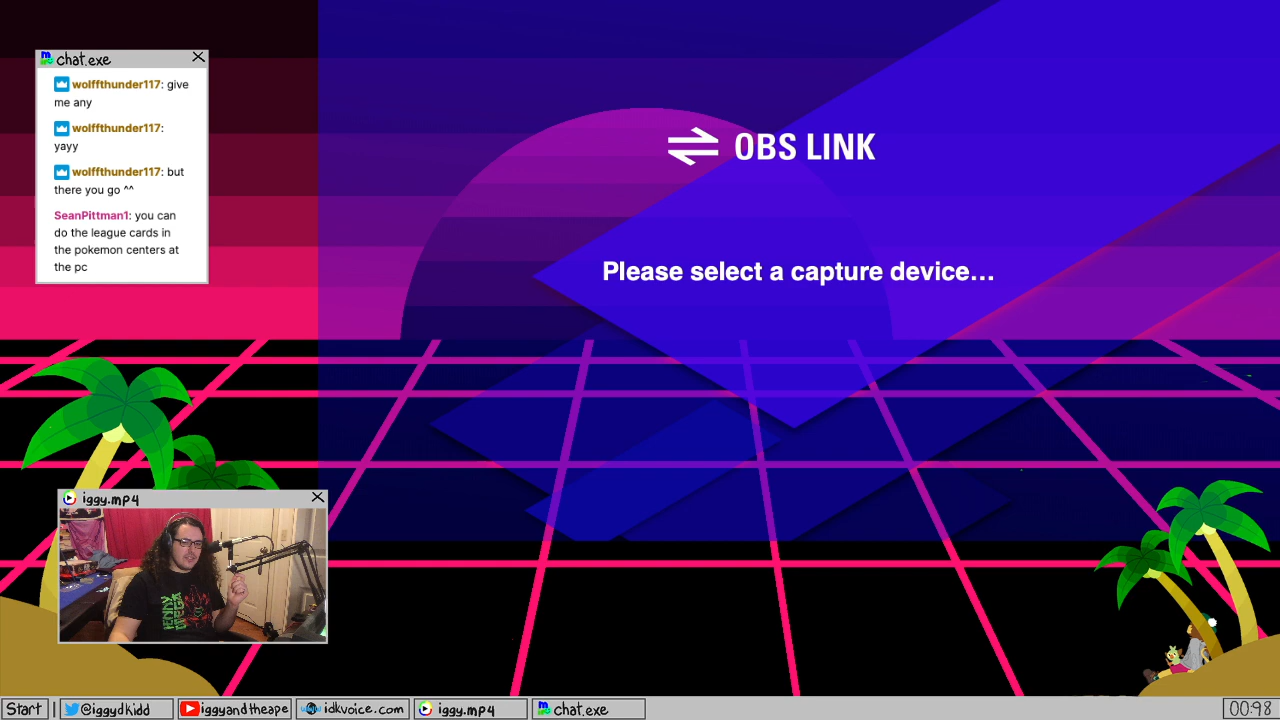 chat.exe
wolffthunder117: give
me any
wolffthunder117:
yayy
wolffthunder117: but
there you go ^^
SeanPittman1: you can
do the league cards in
the pokemon centers at
the pc
OBS LINK
Please select a capture device...
iggy.mp4
Start
@iggydkidd
iggyandtheape
www idkvoice.com
iggy.mp4
chat.exe
00:98